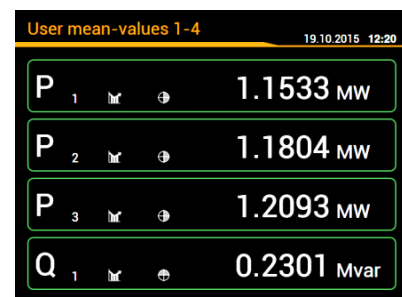 User mean-values 1-4
19.10.2015 12:20
P 1 1.1533 MW
P 2 1.1804 MW
P 3 1.2093 MW
Q 1 0.2301 Mvar